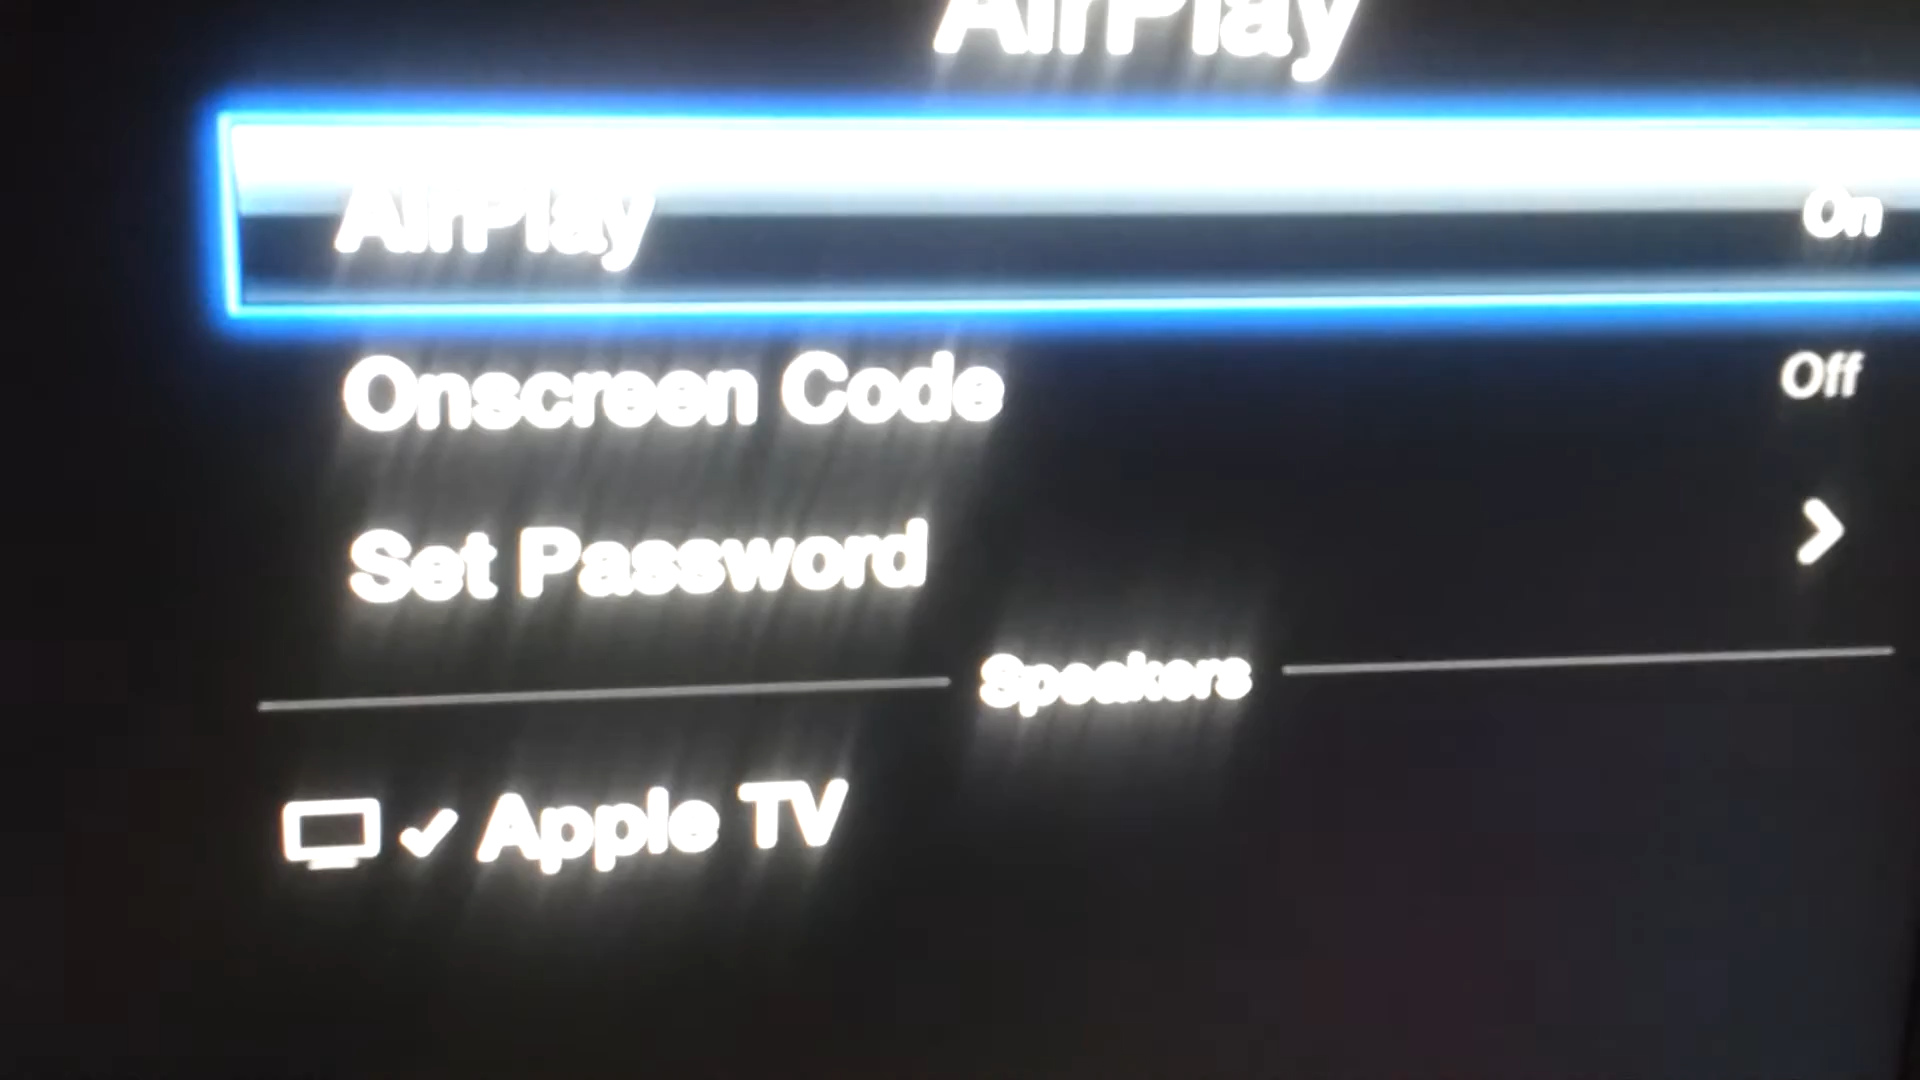 AirPlay
AirPlay On
Onscreen Code Off
Set Password
Speakers
Apple TV